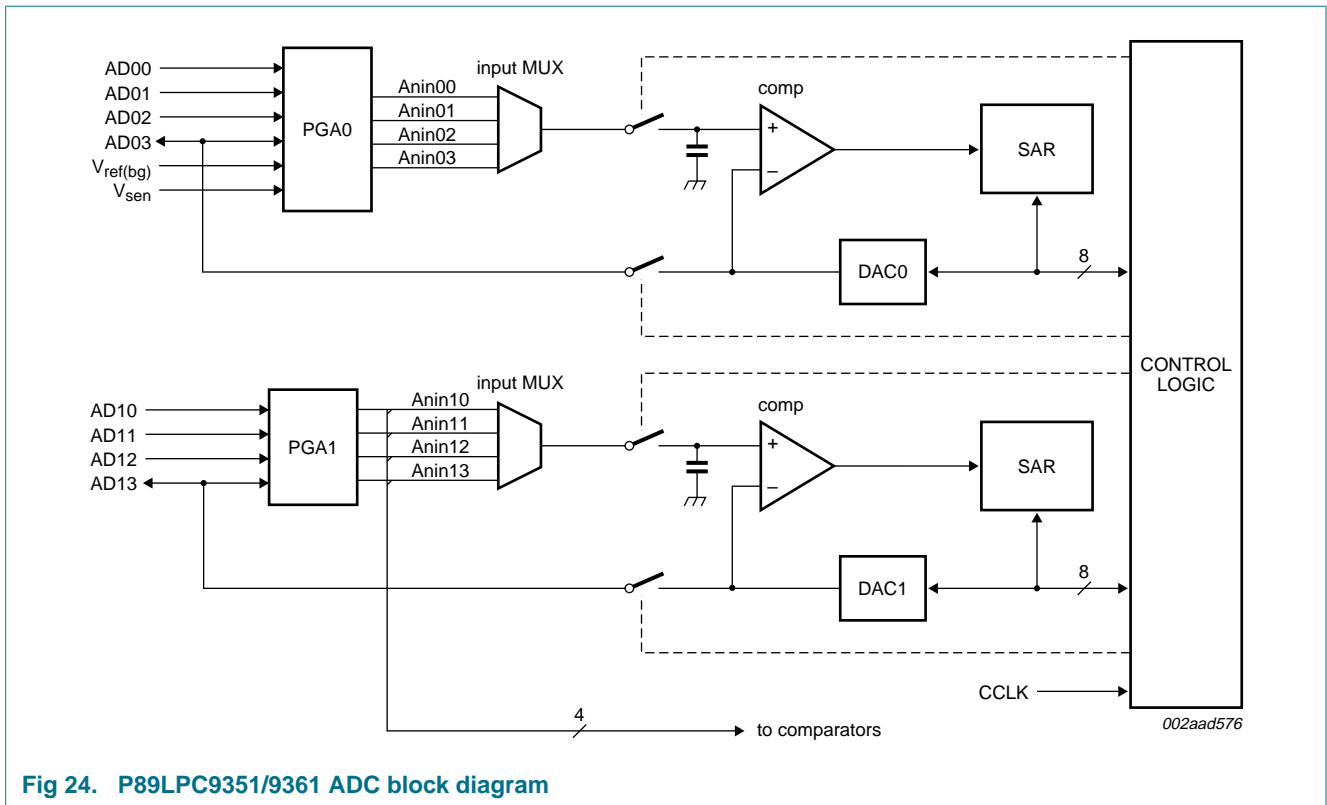 AD00
AD01
AD02
AD03
Vref(bg)
Vsen
PGA0
Anin00
Anin01
Anin02
Anin03
input MUX
comp
+
–
SAR
DAC0
8
CONTROL
LOGIC
AD10
AD11
AD12
AD13
PGA1
Anin10
Anin11
Anin12
Anin13
input MUX
comp
+
–
SAR
DAC1
8
CCLK
4
to comparators
002aad576
Fig 24. P89LPC9351/9361 ADC block diagram